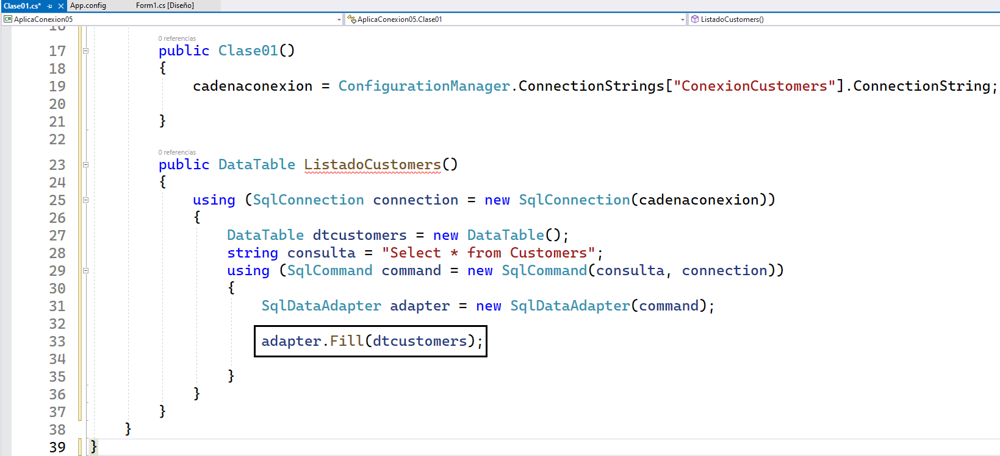 Clase01.cs*
App.config
Form1.cs [Diseño]
AplicaConexion05
AplicaConexion05.Clase01
ListadoCustomers()
16
0 referencias
17 public Clase01()
18 {
19 cadenaconexion = ConfigurationManager.ConnectionStrings["ConexionCustomers"].ConnectionString;
20
21 }
22
0 referencias
23 public DataTable ListadoCustomers()
24 {
25 using (SqlConnection connection = new SqlConnection(cadenaconexion))
26 {
27 DataTable dtcustomers = new DataTable();
28 string consulta = "Select * from Customers";
29 using (SqlCommand command = new SqlCommand(consulta, connection))
30 {
31 SqlDataAdapter adapter = new SqlDataAdapter(command);
32
33 adapter.Fill(dtcustomers);
34
35 }
36 }
37 }
38 }
39 }